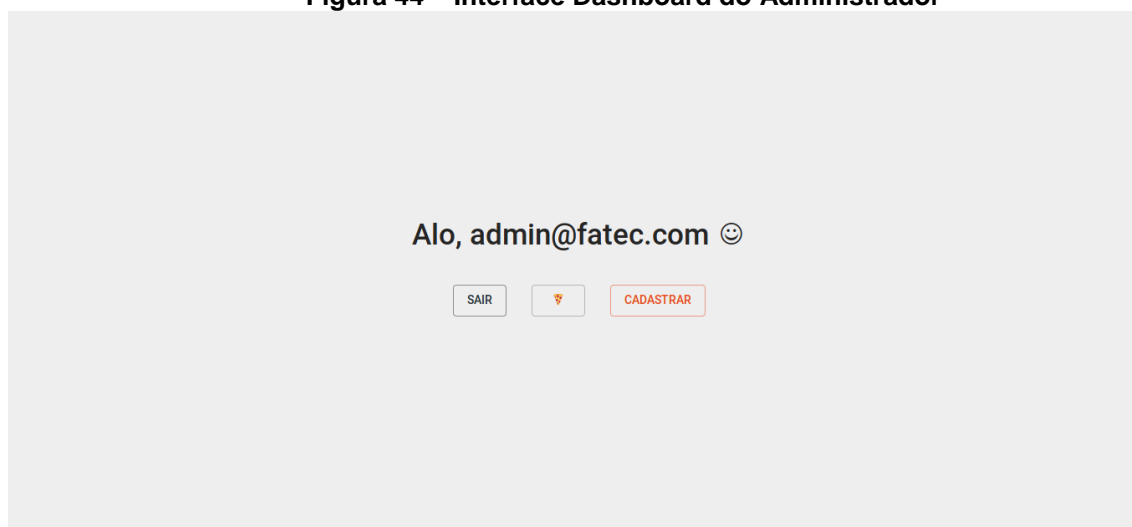 Figura 44 – Interface Dashboard do Administrador
Alo, admin@fatec.com ☺
SAIR
🍕
CADASTRAR